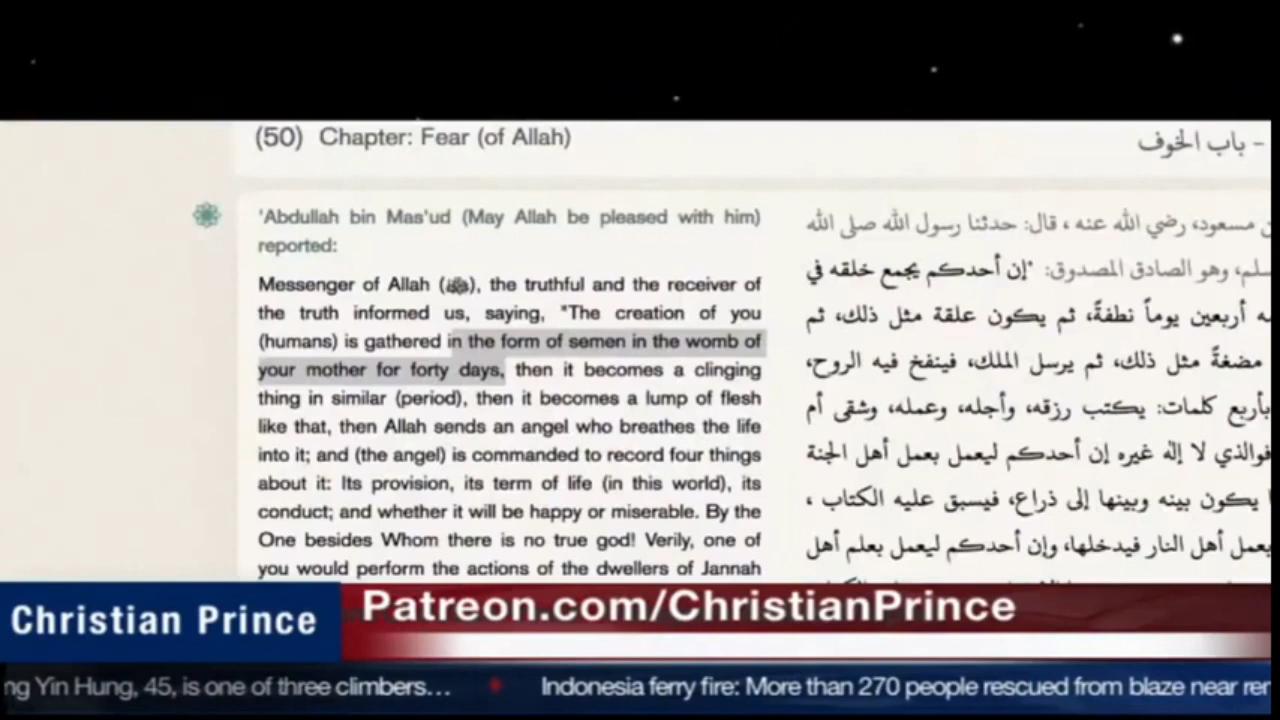 (50) Chapter: Fear (of Allah)
- باب الخوف
'Abdullah bin Mas'ud (May Allah be pleased with him)
reported:
Messenger of Allah (ﷺ), the truthful and the receiver of
the truth informed us, saying, "The creation of you
(humans) is gathered in the form of semen in the womb of
your mother for forty days, then it becomes a clinging
thing in similar (period), then it becomes a lump of flesh
like that, then Allah sends an angel who breathes the life
into it; and (the angel) is commanded to record four things
about it: Its provision, its term of life (in this world), its
conduct; and whether it will be happy or miserable. By the
One besides Whom there is no true god! Verily, one of
you would perform the actions of the dwellers of Jannah
مسعود، رضي الله عنه ، قال: حدثنا رسول الله صلى الله
وهو الصادق المصدوق: "إن أحدكم يجمع خلقه في
أربعين يوماً نطفةً، ثم يكون علقة مثل ذلك، ثم
مضغةً مثل ذلك، ثم يرسل الملك، فينفخ فيه الروح،
بأربع كلمات: يكتب رزقه، وأجله، وعمله، وشقى أم
فوالذي لا إله غيره إن أحدكم ليعمل بعمل أهل الجنة
يكون بينه وبينها إلى ذراع، فيسبق عليه الكتاب ،
يعمل أهل النار فيدخلها، وإن أحدكم ليعمل بعلم أهل
Christian Prince
Patreon.com/ChristianPrince
ng Yin Hung, 45, is one of three climbers... Indonesia ferry fire: More than 270 people rescued from blaze near rer